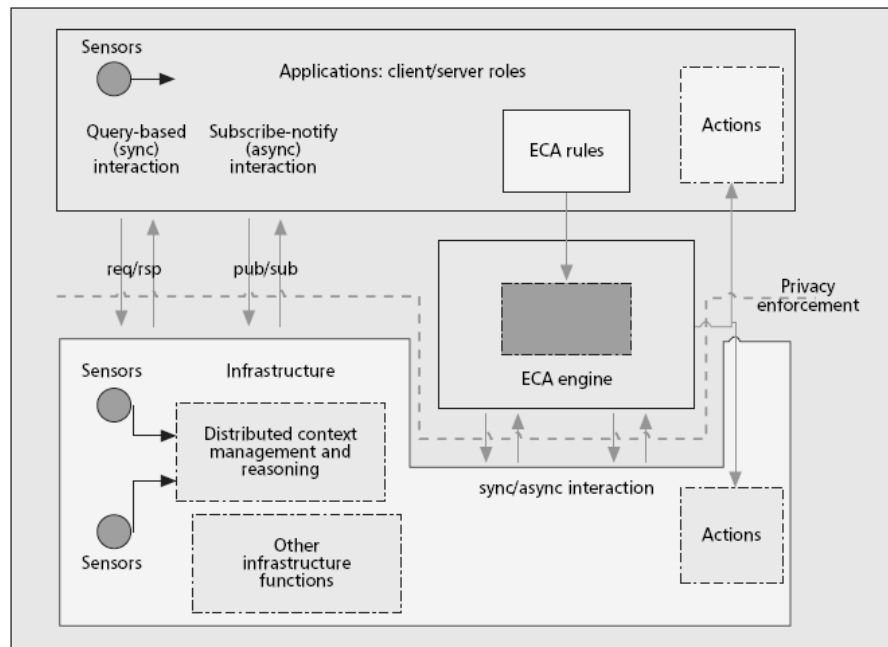 Sensors
Applications: client/server roles
Query-based
(sync)
interaction
Subscribe-notify
(async)
interaction
ECA rules
Actions
req/rsp
pub/sub
Privacy
enforcement
ECA engine
Sensors
Infrastructure
Distributed context
management and
reasoning
sync/async interaction
Sensors
Other
infrastructure
functions
Actions